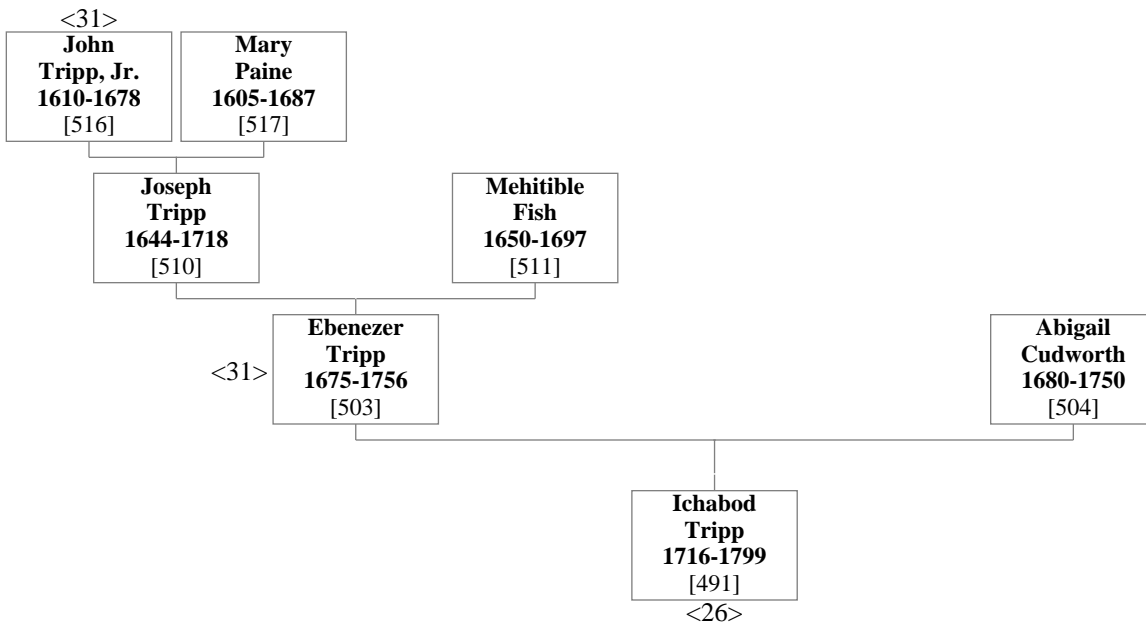 <31>
John
Tripp, Jr.
1610-1678
[516]
Mary
Paine
1605-1687
[517]
Joseph
Tripp
1644-1718
[510]
Mehitible
Fish
1650-1697
[511]
<31>
Ebenezer
Tripp
1675-1756
[503]
Abigail
Cudworth
1680-1750
[504]
Ichabod
Tripp
1716-1799
[491]
<26>